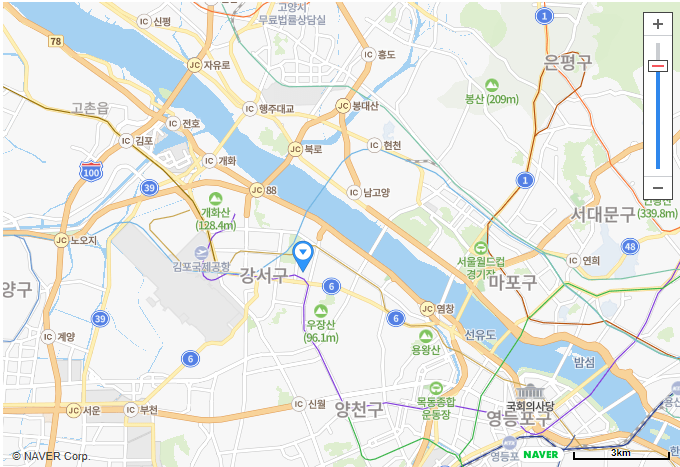 고양시
무료법률상담실
IC 신평
78
JC 자유로
IC 흥도
1
은평구
봉산 (209m)
고촌읍
IC 행주대교
JC 봉대산
IC 전호
IC 김포
JC 북로
IC 현천
IC 개화
100
39
JC 88
IC 남고양
1
개화산
(128.4m)
서대문구
(339.8m)
JC 노오지
김포국제공항
강서구
서울월드컵
경기장
IC 연희
48
양구
마포구
6
39
우장산
(96.1m)
6
JC 염창
선유도
IC 계양
6
용왕산
밤섬
목동종합
운동장
국회의사당
JC 서운
IC 부천
IC 신월
양천구
영등포구
영등포
© NAVER Corp.
NAVER
3km